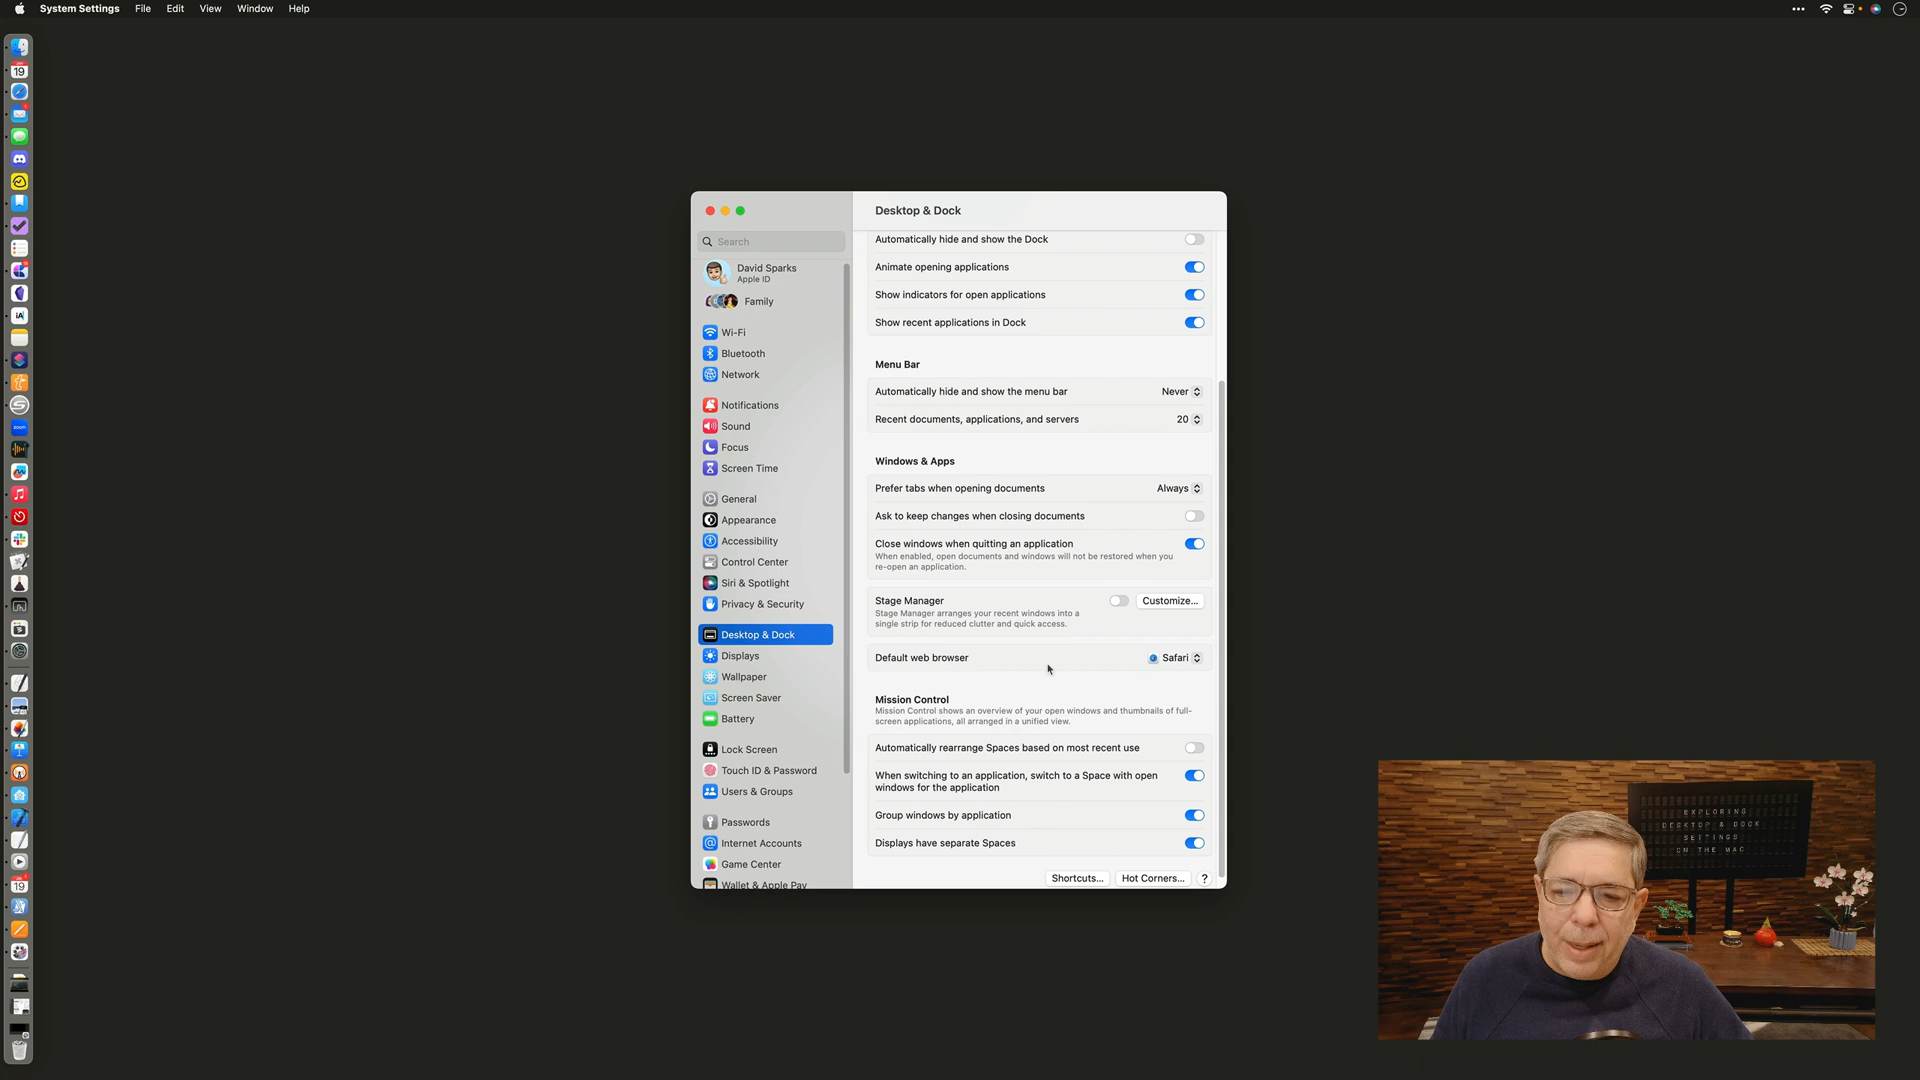 System Settings File Edit View Window Help
19
Desktop & Dock
Search
David Sparks
Apple ID
Family
Wi-Fi
Bluetooth
Network
Notifications
Sound
Focus
Screen Time
General
Appearance
Accessibility
Control Center
Siri & Spotlight
Privacy & Security
Desktop & Dock
Displays
Wallpaper
Screen Saver
Battery
Lock Screen
Touch ID & Password
Users & Groups
Passwords
Internet Accounts
Game Center
Wallet & Apple Pay
Automatically hide and show the Dock
Animate opening applications
Show indicators for open applications
Show recent applications in Dock
Menu Bar
Automatically hide and show the menu bar Never
Recent documents, applications, and servers 20
Windows & Apps
Prefer tabs when opening documents Always
Ask to keep changes when closing documents
Close windows when quitting an application
When enabled, open documents and windows will not be restored when you
re-open an application.
Stage Manager Customize...
Stage Manager arranges your recent windows into a
single strip for reduced clutter and quick access.
Default web browser Safari
Mission Control
Mission Control shows an overview of your open windows and thumbnails of full-
screen applications, all arranged in a unified view.
Automatically rearrange Spaces based on most recent use
When switching to an application, switch to a Space with open
windows for the application
Group windows by application
Displays have separate Spaces
Shortcuts... Hot Corners... ?
iA
zoom
19
EXPLORING
DESKTOP & DOCK
SETTINGS
ON THE MAC